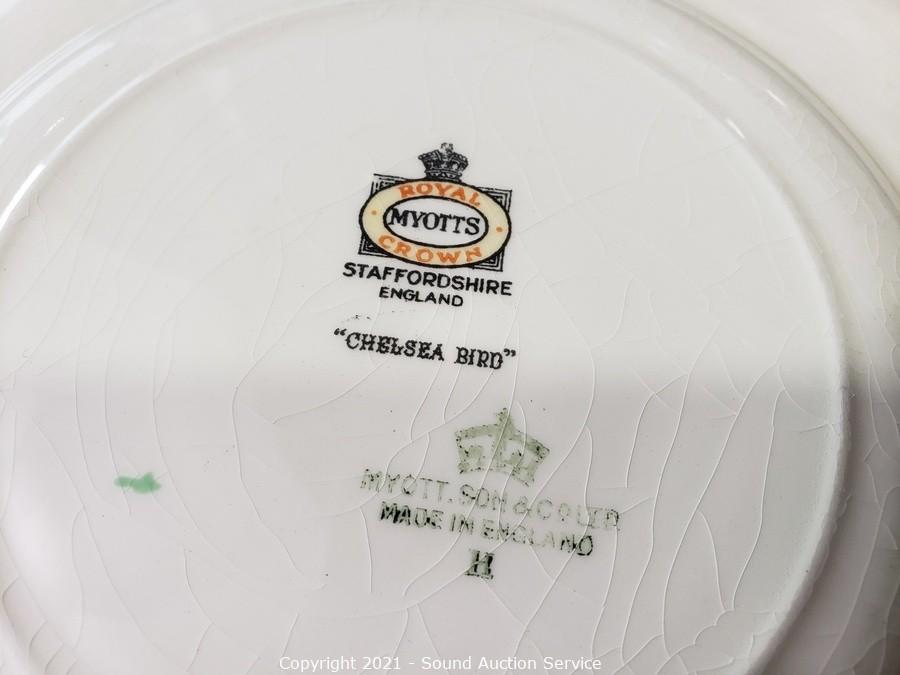 ROYAL
MYOTTS
CROWN
STAFFORDSHIRE
ENGLAND
"CHELSEA BIRD"
MYOTT. SON & CO LTD
MADE IN ENGLAND
H
Copyright 2021 - Sound Auction Service